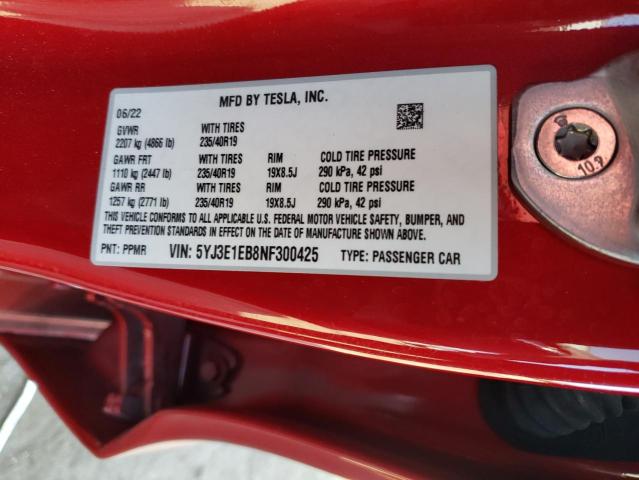 MFD BY TESLA, INC.
06/22
GVWR WITH TIRES
2207 kg (4866 lb) 235/40R19
GAWR FRT WITH TIRES RIM COLD TIRE PRESSURE
1110 kg (2447 lb) 235/40R19 19X8.5J 290 kPa, 42 psi
GAWR RR WITH TIRES RIM COLD TIRE PRESSURE
1257 kg (2771 lb) 235/40R19 19X8.5J 290 kPa, 42 psi
THIS VEHICLE CONFORMS TO ALL APPLICABLE U.S. FEDERAL MOTOR VEHICLE SAFETY, BUMPER, AND
THEFT PREVENTION STANDARDS IN EFFECT ON THE DATE OF MANUFACTURE SHOWN ABOVE.
PNT: PPMR VIN: 5YJ3E1EB8NF300425 TYPE: PASSENGER CAR
10.9